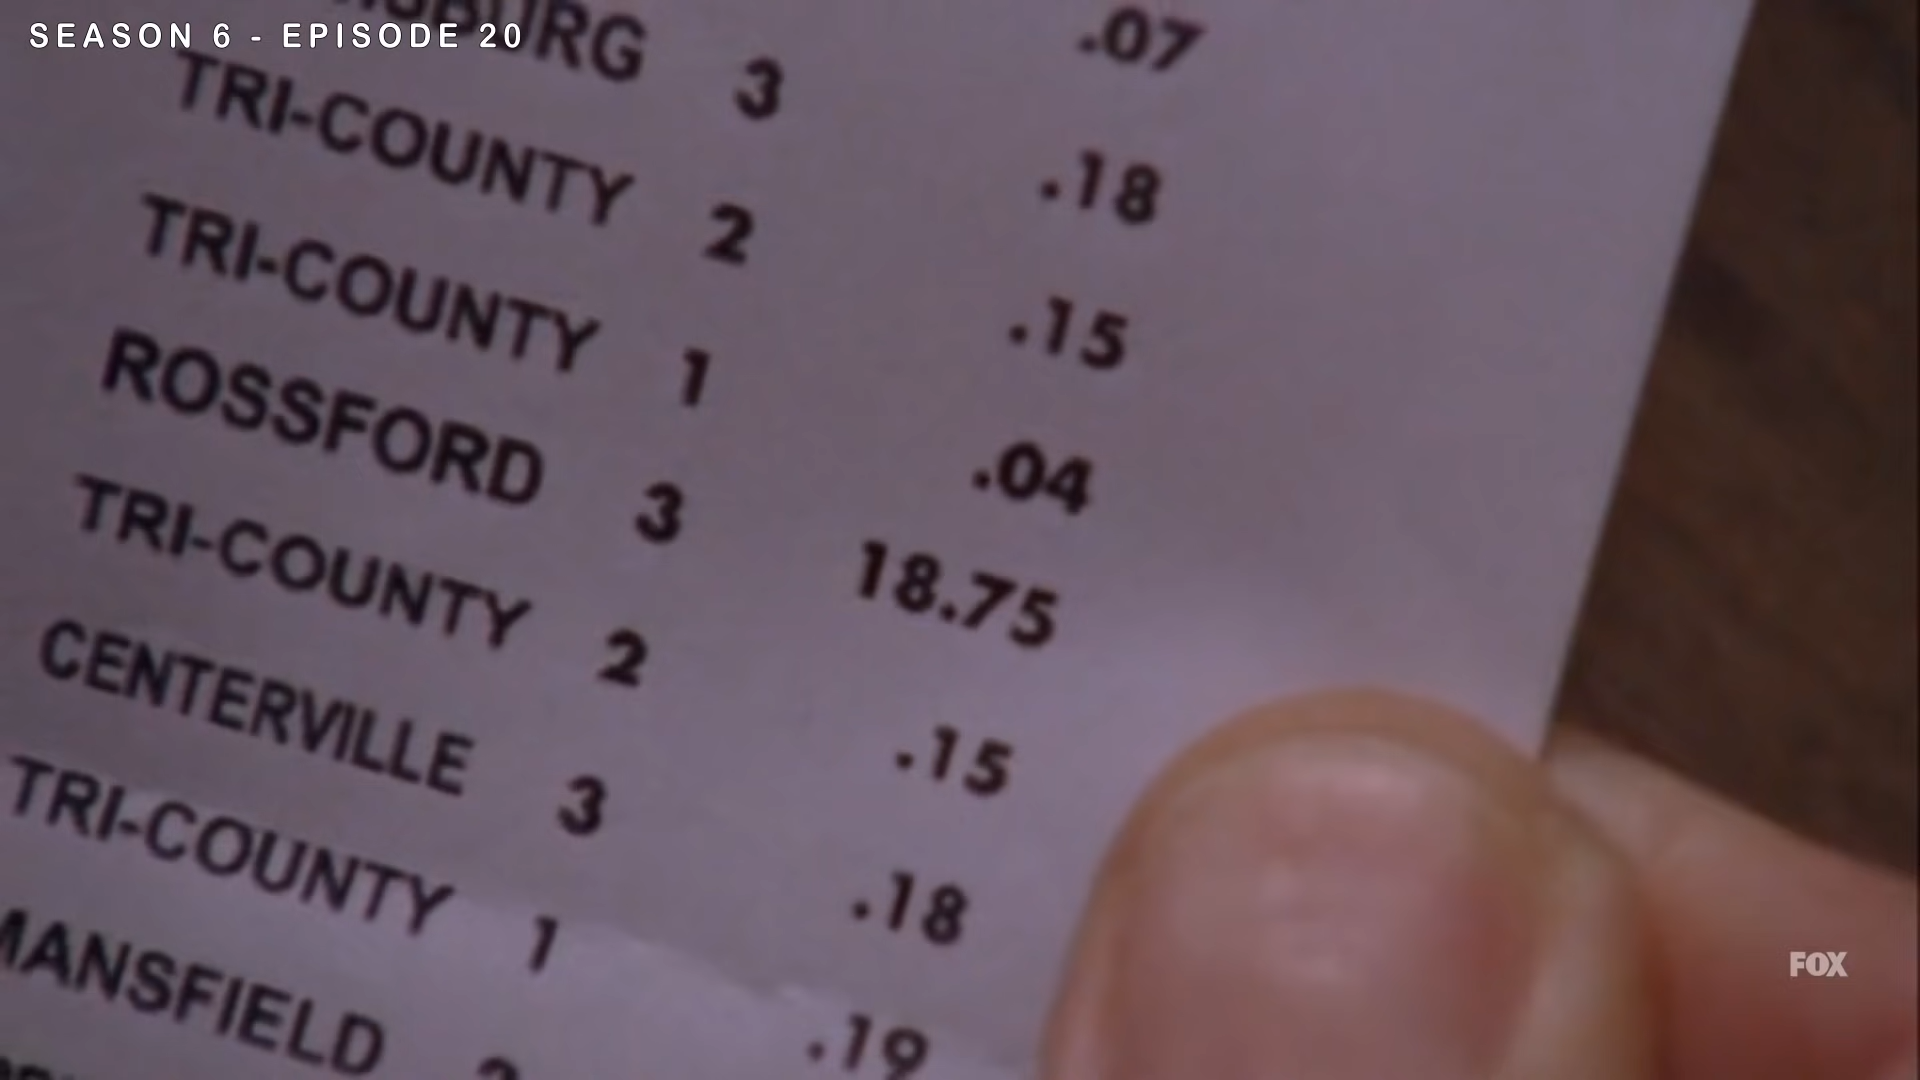 SEASON 6 - EPISODE 20
.07
3 .18
TRI-COUNTY 2 .15
TRI-COUNTY 1 .04
ROSSFORD 3 18.75
TRI-COUNTY 2 .15
CENTERVILLE 3 .18
TRI-COUNTY 1 .19
MANSFIELD
FOX